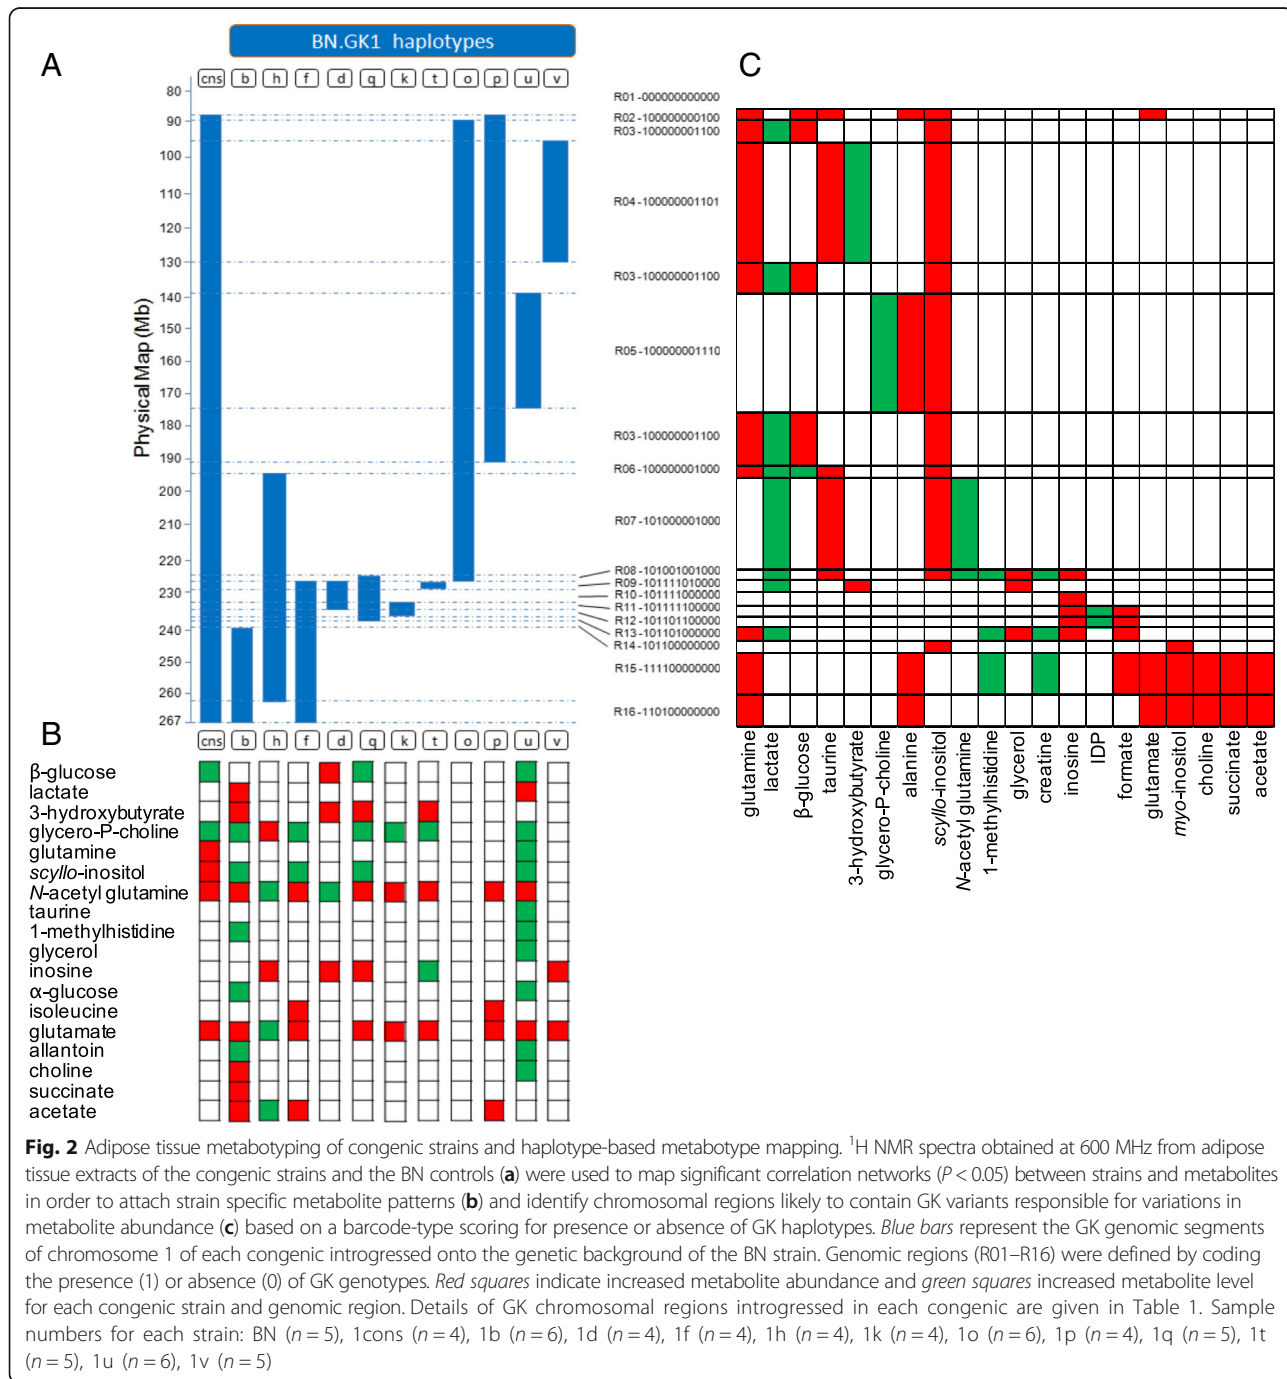 BN.GK1 haplotypes
A
cns b h f d q k t o p u v
Physical Map (Mb)
80
90
100
110
120
130
140
150
160
170
180
190
200
210
220
230
240
250
260
267
C
R01-000000000000
R02-100000000100
R03-100000001100
R04-100000001101
R03-100000001100
R05-100000001110
R03-100000001100
R06-100000001000
R07-101000001000
R08-101001001000
R09-101111010000
R10-101111000000
R11-101111100000
R12-101101100000
R13-101101000000
R14-101100000000
R15-111100000000
R16-110100000000
glutamine
lactate
β-glucose
taurine
3-hydroxybutyrate
glycero-P-choline
alanine
scyllo-inositol
N-acetyl glutamine
1-methylhistidine
glycerol
creatine
inosine
IDP
formate
glutamate
myo-inositol
choline
succinate
acetate
B
cns b h f d q k t o p u v
β-glucose
lactate
3-hydroxybutyrate
glycero-P-choline
glutamine
scyllo-inositol
N-acetyl glutamine
taurine
1-methylhistidine
glycerol
inosine
α-glucose
isoleucine
glutamate
allantoin
choline
succinate
acetate
Fig. 2 Adipose tissue metabotyping of congenic strains and haplotype-based metabotype mapping. ¹H NMR spectra obtained at 600 MHz from adipose
tissue extracts of the congenic strains and the BN controls (a) were used to map significant correlation networks (P < 0.05) between strains and metabolites
in order to attach strain specific metabolite patterns (b) and identify chromosomal regions likely to contain GK variants responsible for variations in
metabolite abundance (c) based on a barcode-type scoring for presence or absence of GK haplotypes. Blue bars represent the GK genomic segments
of chromosome 1 of each congenic introgressed onto the genetic background of the BN strain. Genomic regions (R01–R16) were defined by coding
the presence (1) or absence (0) of GK genotypes. Red squares indicate increased metabolite abundance and green squares increased metabolite level
for each congenic strain and genomic region. Details of GK chromosomal regions introgressed in each congenic are given in Table 1. Sample
numbers for each strain: BN (n = 5), 1cons (n = 4), 1b (n = 6), 1d (n = 4), 1f (n = 4), 1h (n = 4), 1k (n = 4), 1o (n = 6), 1p (n = 4), 1q (n = 5), 1t
(n = 5), 1u (n = 6), 1v (n = 5)